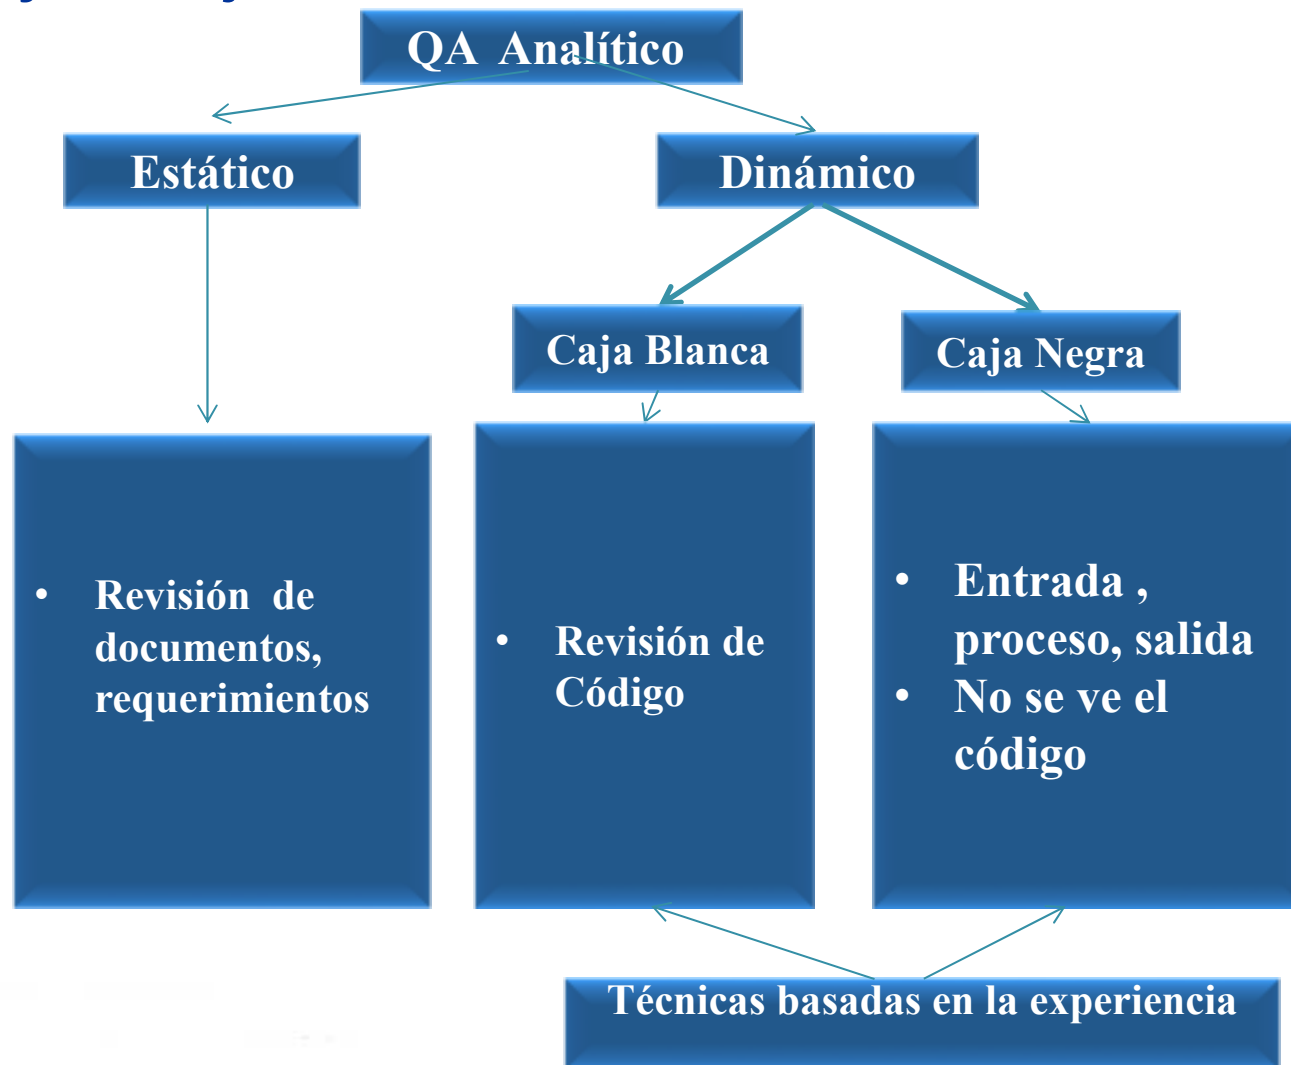 QA Analítico
Estático
Dinámico
Caja Blanca
Caja Negra
• Revisión de
documentos,
requerimientos
• Revisión de
Código
• Entrada ,
proceso, salida
• No se ve el
código
Técnicas basadas en la experiencia